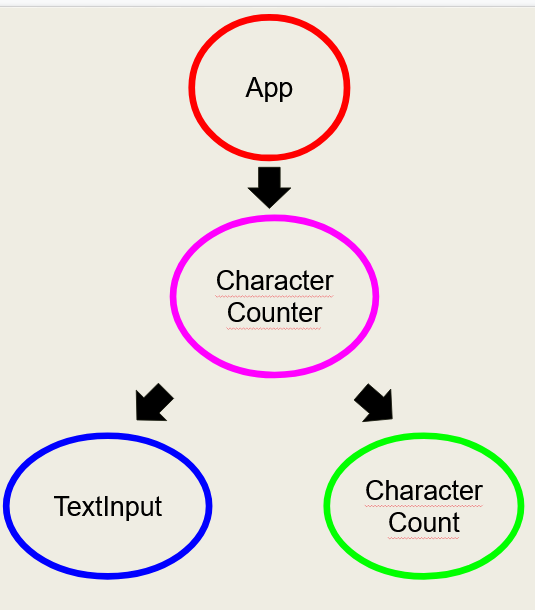 App
Character
Counter
TextInput
Character
Count